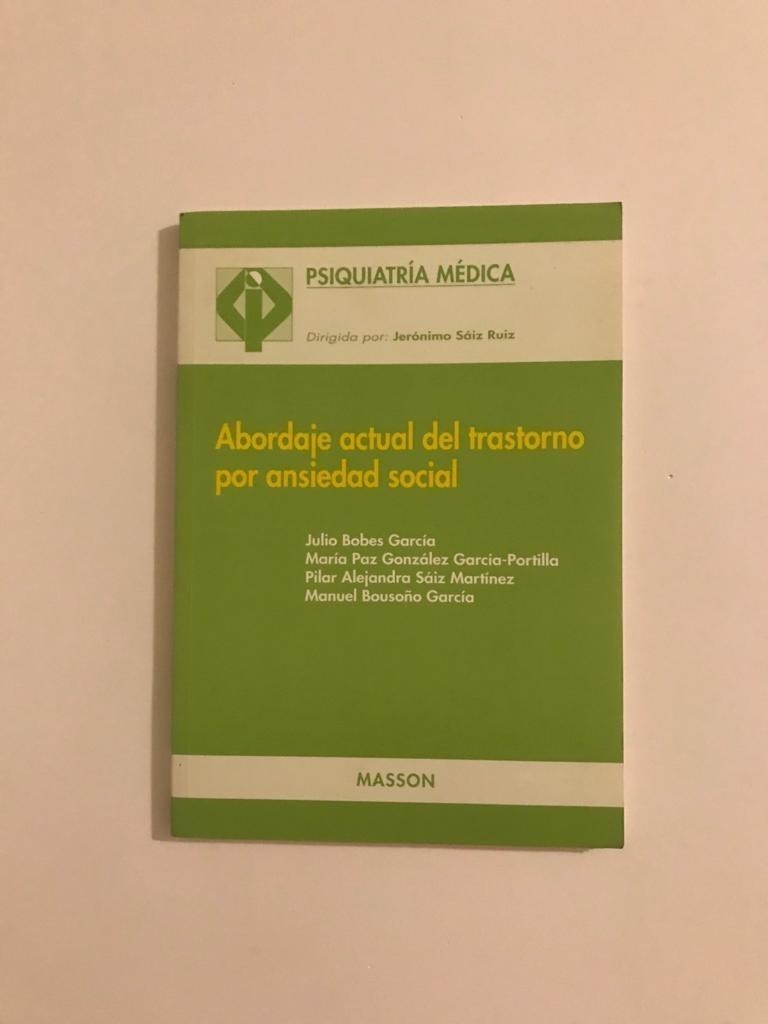 PSIQUIATRÍA MÉDICA
Dirigida por: Jerónimo Sáiz Ruiz
Abordaje actual del trastorno
por ansiedad social
Julio Bobes García
María Paz González Garcia-Portilla
Pilar Alejandra Sáiz Martínez
Manuel Bousoño García
MASSON